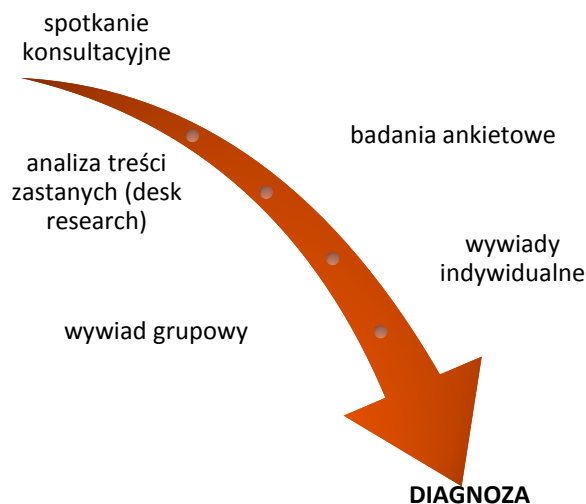 spotkanie
konsultacyjne
badania ankietowe
analiza treści
zastanych (desk
research)
wywiady
indywidualne
wywiad grupowy
DIAGNOZA